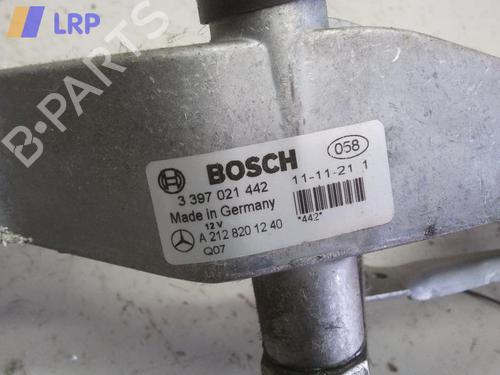 LRP
B-PARTS
BOSCH
058
3 397 021 442
11-11-21 1
Made in Germany
12 V
*442*
A 212 820 12 40
Q07